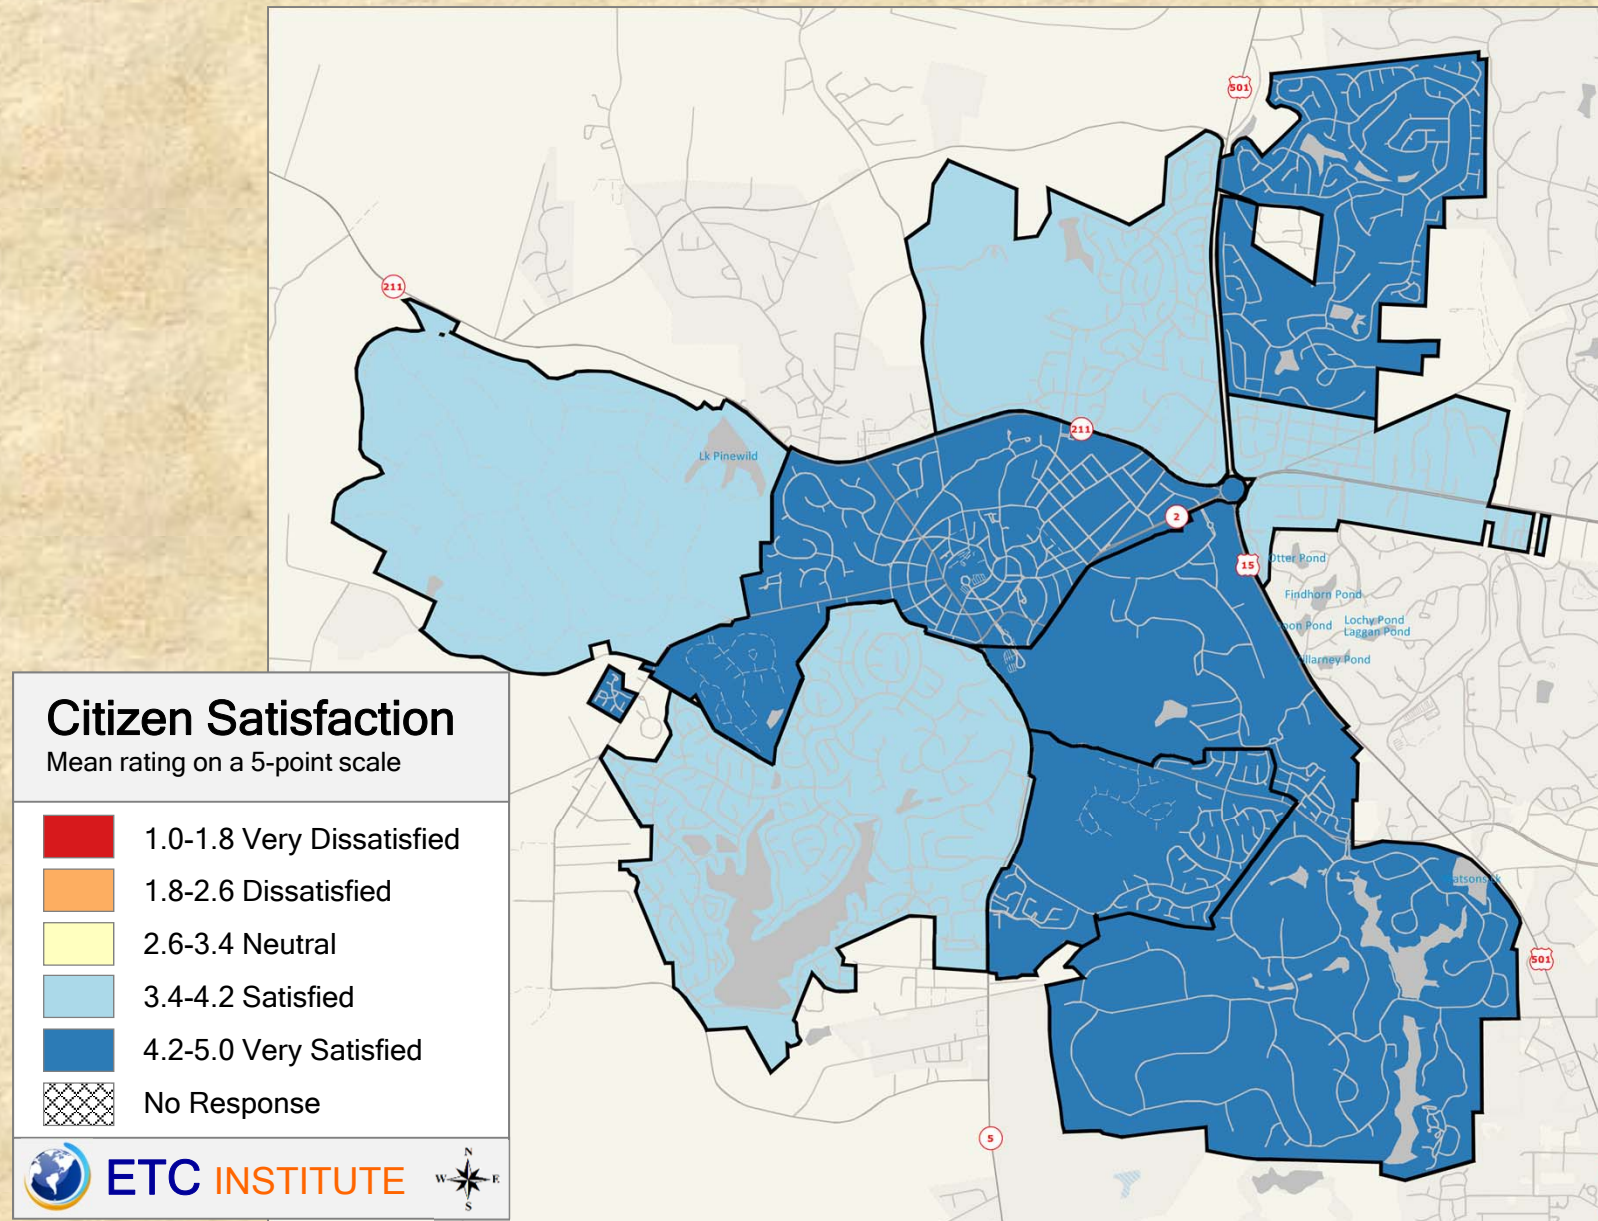 501
211
211
Lk Pinewild
2
15
Otter Pond
Findhorn Pond
Pond
Lochy Pond
Laggan Pond
Killarney Pond
501
5
Citizen Satisfaction
Mean rating on a 5-point scale
1.0-1.8 Very Dissatisfied
1.8-2.6 Dissatisfied
2.6-3.4 Neutral
3.4-4.2 Satisfied
4.2-5.0 Very Satisfied
No Response
ETC INSTITUTE
N
W E
S